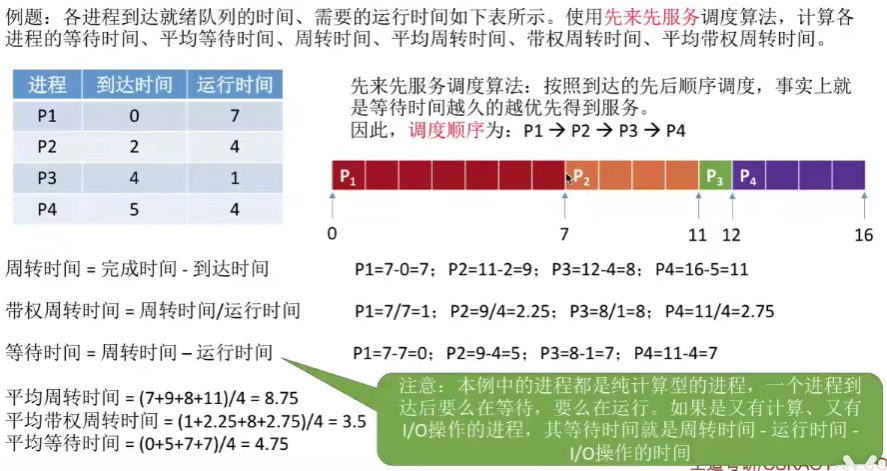 例题：各进程到达就绪队列的时间、需要的运行时间如下表所示。使用先来先服务调度算法，计算各
进程的等待时间、平均等待时间、周转时间、平均周转时间、带权周转时间、平均带权周转时间。
进程 到达时间 运行时间
P1 0 7
P2 2 4
P3 4 1
P4 5 4
先来先服务调度算法：按照到达的先后顺序调度，事实上就
是等待时间越久的越优先得到服务。
因此，调度顺序为：P1 → P2 → P3 → P4
P1 P2 P3 P4
0 7 11 12 16
周转时间 = 完成时间 - 到达时间 P1=7-0=7；P2=11-2=9；P3=12-4=8；P4=16-5=11
带权周转时间 = 周转时间/运行时间 P1=7/7=1；P2=9/4=2.25；P3=8/1=8；P4=11/4=2.75
等待时间 = 周转时间 – 运行时间 P1=7-7=0；P2=9-4=5；P3=8-1=7；P4=11-4=7
平均周转时间 = (7+9+8+11)/4 = 8.75
平均带权周转时间 = (1+2.25+8+2.75)/4 = 3.5
平均等待时间 = (0+5+7+7)/4 = 4.75
注意：本例中的进程都是纯计算型的进程，一个进程到
达后要么在等待，要么在运行。如果是又有计算、又有
I/O操作的进程，其等待时间就是周转时间 - 运行时间 -
I/O操作的时间